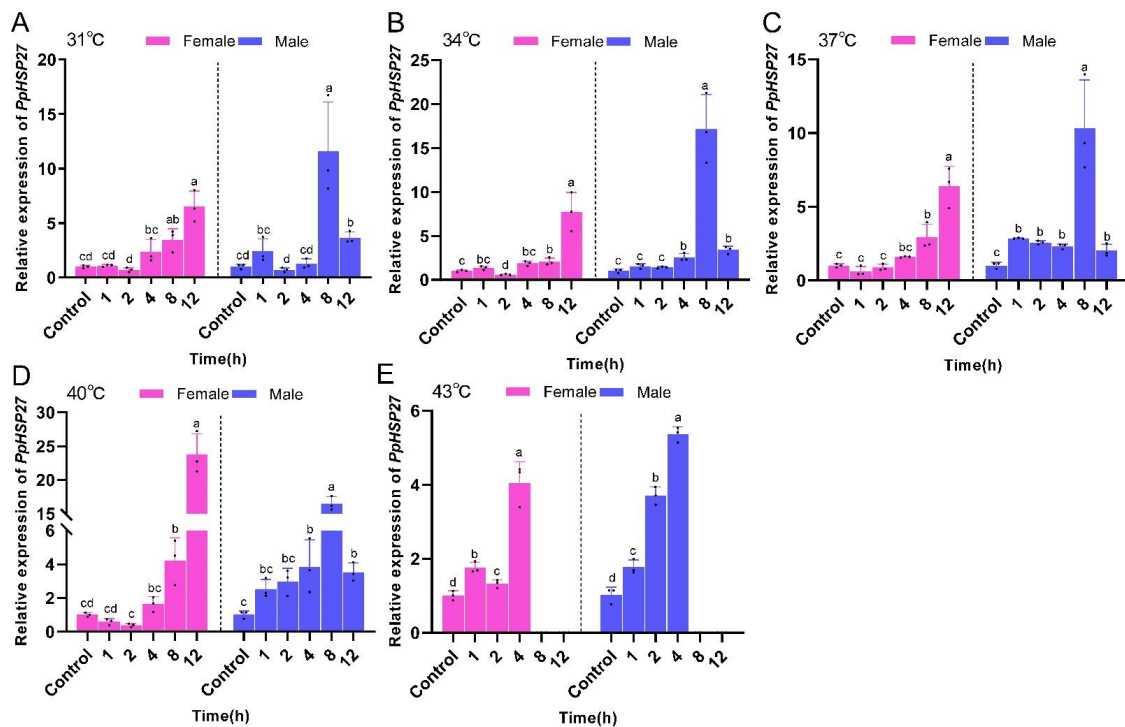 A
31°C Female Male
Relative expression of PpHSP27
20
15
10
5
0
cd cd d bc ab a cd b d cd a b
Control 1 2 4 8 12 Control 1 2 4 8 12
Time(h)
B
34°C Female Male
Relative expression of PpHSP27
25
20
15
10
5
0
c bc d bc b a c c c b a b
Control 1 2 4 8 12 Control 1 2 4 8 12
Time(h)
C
37°C Female Male
Relative expression of PpHSP27
15
10
5
0
c c c bc b a c b b b a b
Control 1 2 4 8 12 Control 1 2 4 8 12
Time(h)
D
40°C Female Male
Relative expression of PpHSP27
30
25
20
15
6
4
2
0
cd cd c bc b a c bc bc b a b
Control 1 2 4 8 12 Control 1 2 4 8 12
Time(h)
E
43°C Female Male
Relative expression of PpHSP27
6
4
2
0
d b c a d c b a
Control 1 2 4 8 12 Control 1 2 4 8 12
Time(h)